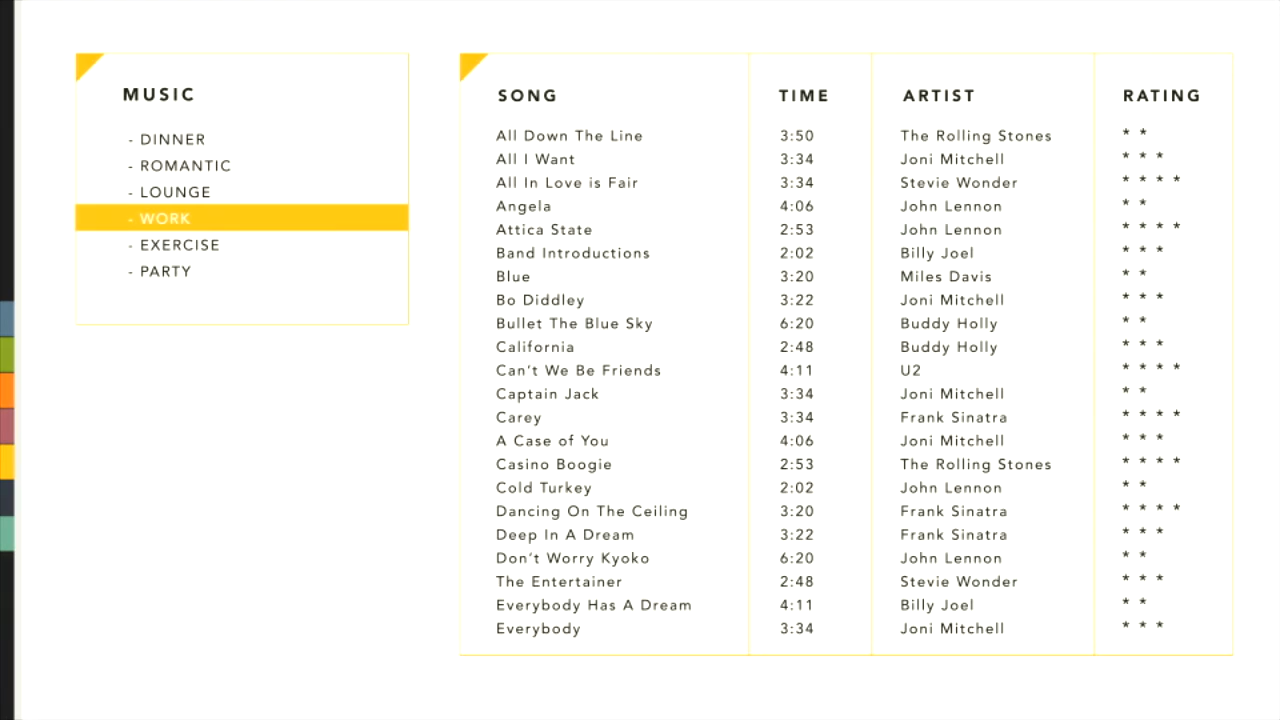 MUSIC
- DINNER
- ROMANTIC
- LOUNGE
- WORK
- EXERCISE
- PARTY
SONG TIME ARTIST RATING
All Down The Line 3:50 The Rolling Stones * *
All I Want 3:34 Joni Mitchell * * *
All In Love is Fair 3:34 Stevie Wonder * * * *
Angela 4:06 John Lennon * *
Attica State 2:53 John Lennon * * * *
Band Introductions 2:02 Billy Joel * * *
Blue 3:20 Miles Davis * *
Bo Diddley 3:22 Joni Mitchell * * *
Bullet The Blue Sky 6:20 Buddy Holly * *
California 2:48 Buddy Holly * * *
Can't We Be Friends 4:11 U2 * * * *
Captain Jack 3:34 Joni Mitchell * *
Carey 3:34 Frank Sinatra * * * *
A Case of You 4:06 Joni Mitchell * * *
Casino Boogie 2:53 The Rolling Stones * * * *
Cold Turkey 2:02 John Lennon * *
Dancing On The Ceiling 3:20 Frank Sinatra * * * *
Deep In A Dream 3:22 Frank Sinatra * * *
Don't Worry Kyoko 6:20 John Lennon * *
The Entertainer 2:48 Stevie Wonder * * *
Everybody Has A Dream 4:11 Billy Joel * *
Everybody 3:34 Joni Mitchell * * *